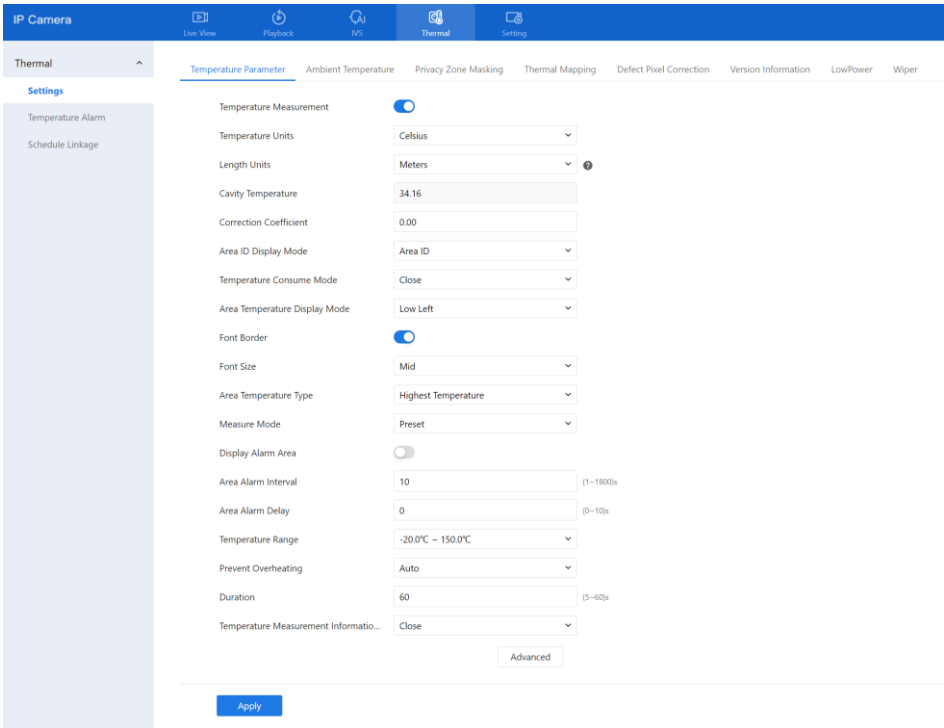 IP Camera
Live View Playback IVS Thermal Setting
AI
Thermal
Settings
Temperature Alarm
Schedule Linkage
Temperature Parameter Ambient Temperature Privacy Zone Masking Thermal Mapping Defect Pixel Correction Version Information LowPower Wiper
Temperature Measurement
Temperature Units Celsius
Length Units Meters
Cavity Temperature 34.16
Correction Coefficient 0.00
Area ID Display Mode Area ID
Temperature Consume Mode Close
Area Temperature Display Mode Low Left
Font Border
Font Size Mid
Area Temperature Type Highest Temperature
Measure Mode Preset
Display Alarm Area
Area Alarm Interval 10 (1~1800)s
Area Alarm Delay 0 (0~10)s
Temperature Range -20.0℃ ~ 150.0℃
Prevent Overheating Auto
Duration 60 (5~60)s
Temperature Measurement Informatio... Close
Advanced
Apply